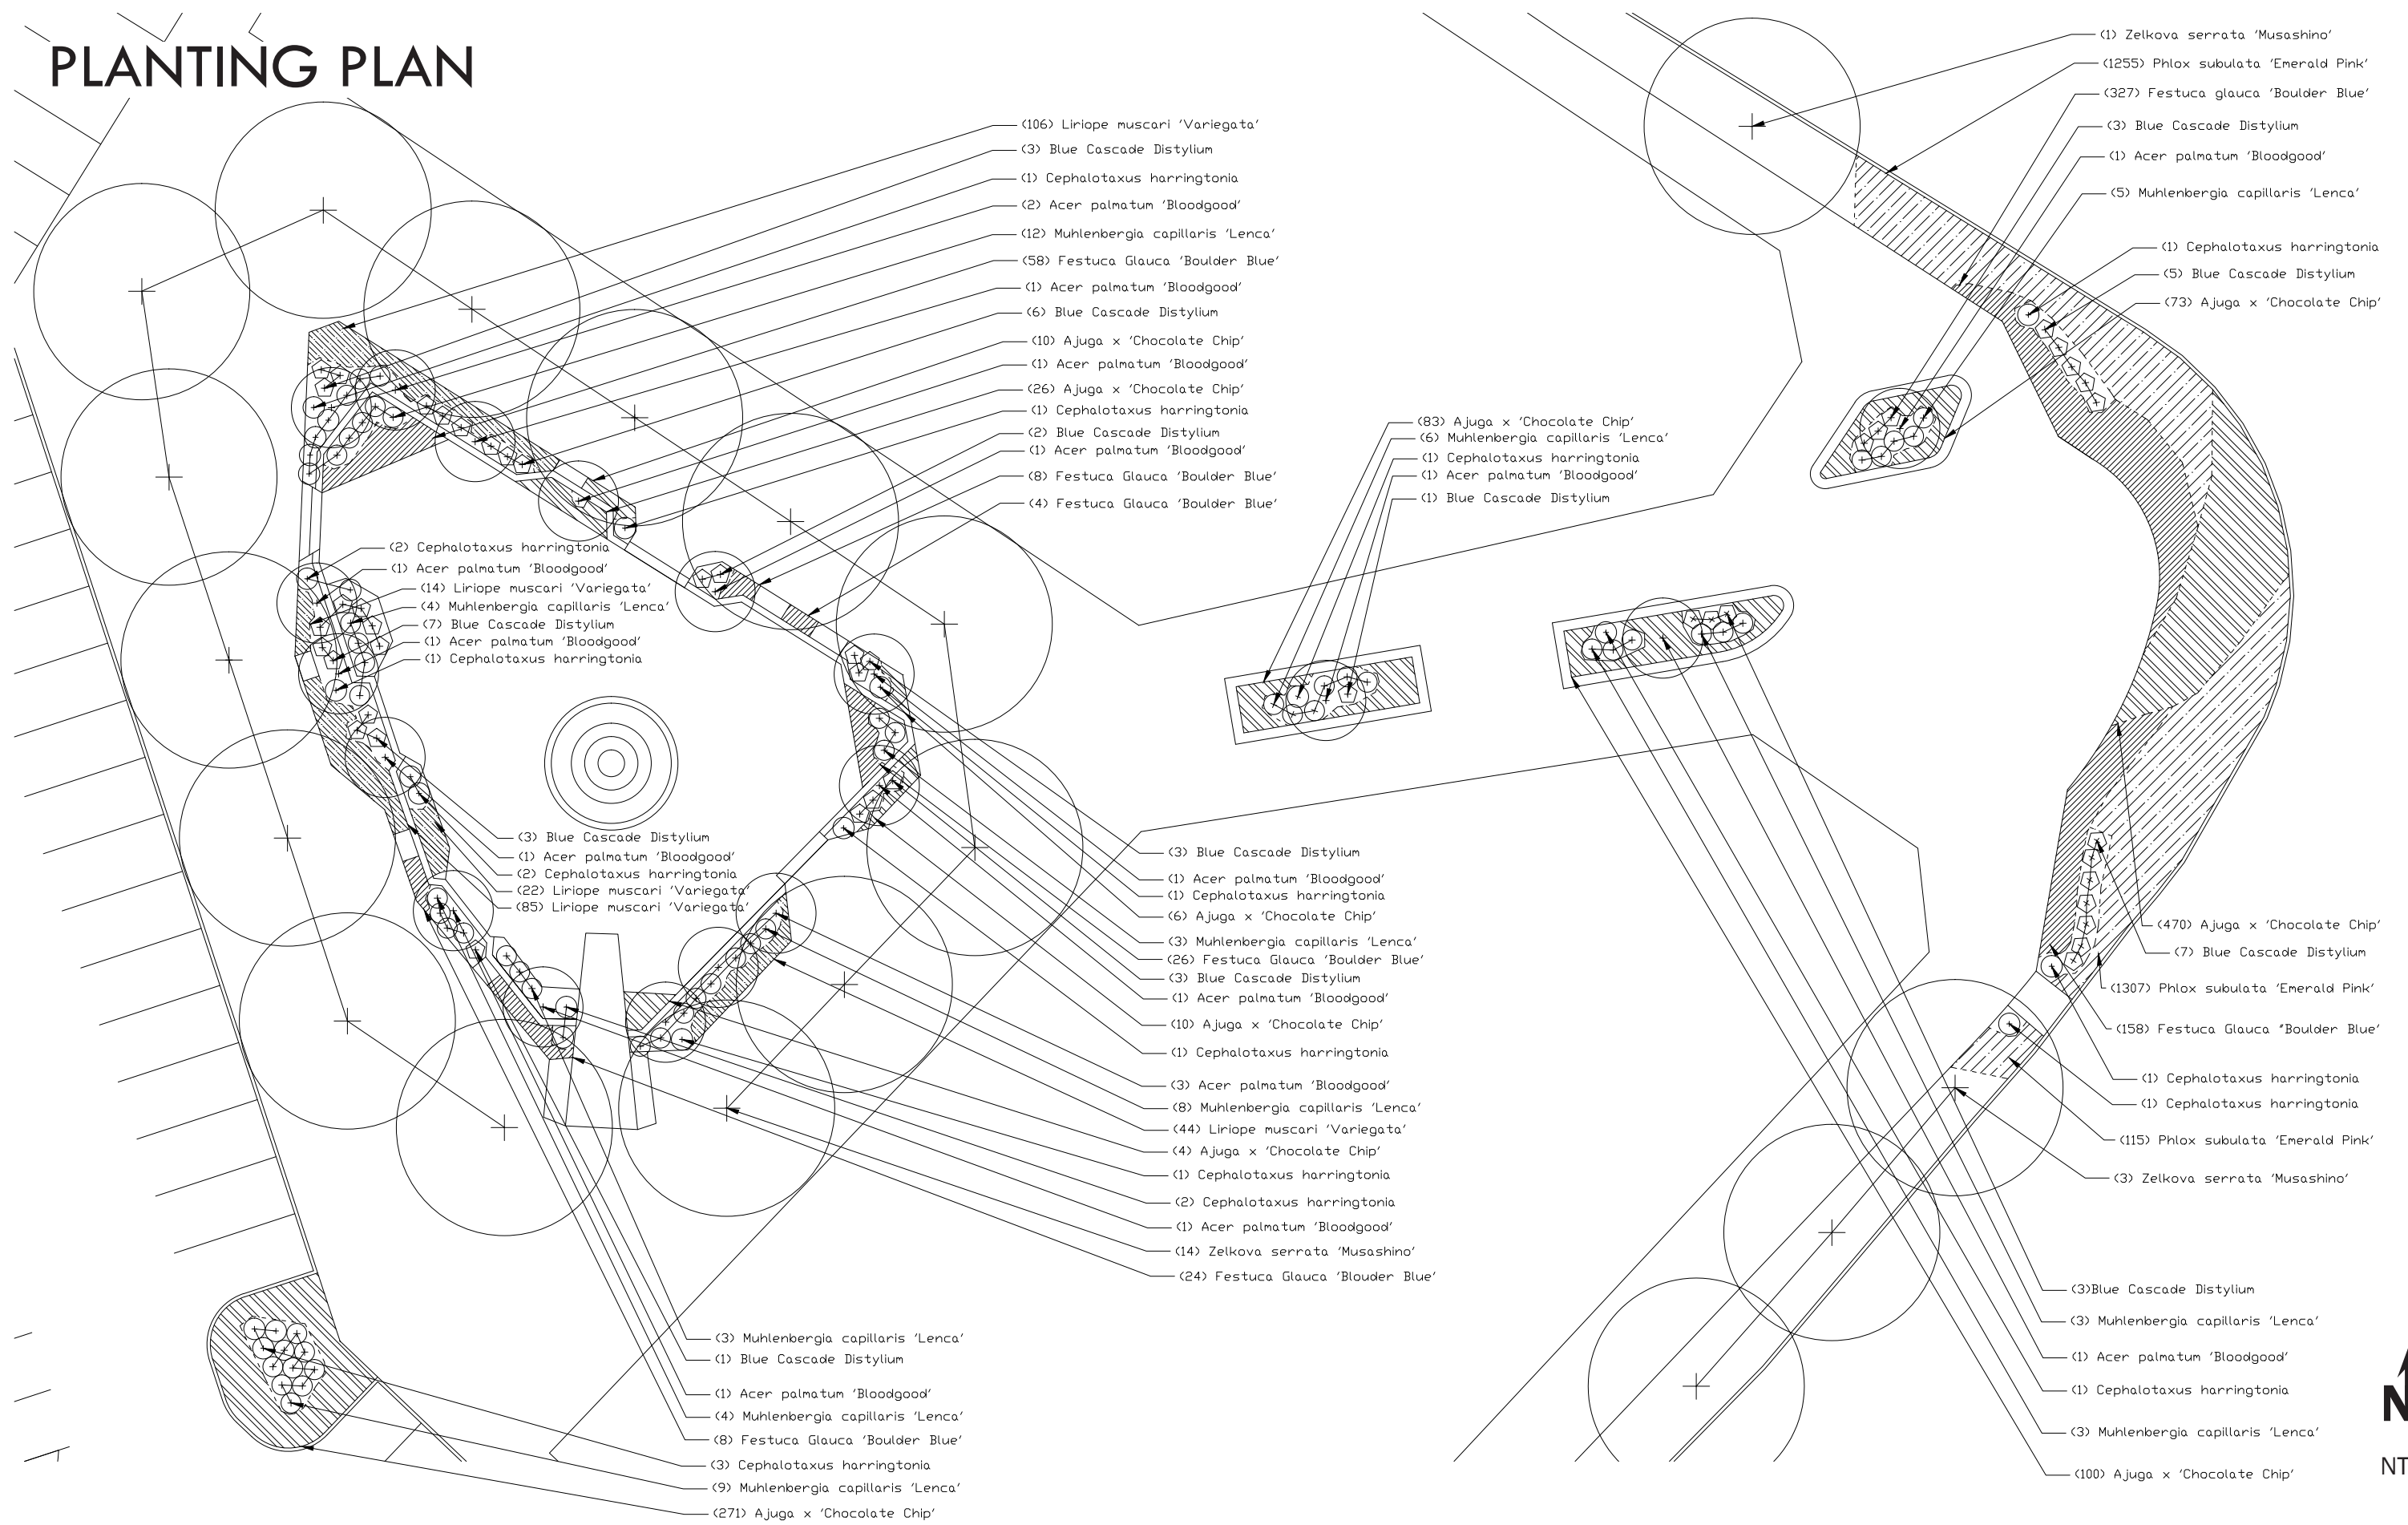 PLANTING PLAN
(106) Liriope muscari 'Variegata'
(3) Blue Cascade Distylium
(1) Cephalotaxus harringtonia
(2) Acer palmatum 'Bloodgood'
(12) Muhlenbergia capillaris 'Lenca'
(58) Festuca Glauca 'Boulder Blue'
(1) Acer palmatum 'Bloodgood'
(6) Blue Cascade Distylium
(10) Ajuga x 'Chocolate Chip'
(1) Acer palmatum 'Bloodgood'
(26) Ajuga x 'Chocolate Chip'
(1) Cephalotaxus harringtonia
(2) Blue Cascade Distylium
(1) Acer palmatum 'Bloodgood'
(8) Festuca Glauca 'Boulder Blue'
(4) Festuca Glauca 'Boulder Blue'
(2) Cephalotaxus harringtonia
(1) Acer palmatum 'Bloodgood'
(14) Liriope muscari 'Variegata'
(4) Muhlenbergia capillaris 'Lenca'
(7) Blue Cascade Distylium
(1) Acer palmatum 'Bloodgood'
(1) Cephalotaxus harringtonia
(3) Blue Cascade Distylium
(1) Acer palmatum 'Bloodgood'
(2) Cephalotaxus harringtonia
(22) Liriope muscari 'Variegata'
(85) Liriope muscari 'Variegata'
(83) Ajuga x 'Chocolate Chip'
(6) Muhlenbergia capillaris 'Lenca'
(1) Cephalotaxus harringtonia
(1) Acer palmatum 'Bloodgood'
(1) Blue Cascade Distylium
(3) Blue Cascade Distylium
(1) Acer palmatum 'Bloodgood'
(1) Cephalotaxus harringtonia
(6) Ajuga x 'Chocolate Chip'
(3) Muhlenbergia capillaris 'Lenca'
(26) Festuca Glauca 'Boulder Blue'
(3) Blue Cascade Distylium
(1) Acer palmatum 'Bloodgood'
(10) Ajuga x 'Chocolate Chip'
(1) Cephalotaxus harringtonia
(3) Acer palmatum 'Bloodgood'
(8) Muhlenbergia capillaris 'Lenca'
(44) Liriope muscari 'Variegata'
(4) Ajuga x 'Chocolate Chip'
(1) Cephalotaxus harringtonia
(2) Cephalotaxus harringtonia
(1) Acer palmatum 'Bloodgood'
(14) Zelkova serrata 'Musashino'
(24) Festuca Glauca 'Blouder Blue'
(3) Muhlenbergia capillaris 'Lenca'
(1) Blue Cascade Distylium
(1) Acer palmatum 'Bloodgood'
(4) Muhlenbergia capillaris 'Lenca'
(8) Festuca Glauca 'Boulder Blue'
(3) Cephalotaxus harringtonia
(9) Muhlenbergia capillaris 'Lenca'
(271) Ajuga x 'Chocolate Chip'
(1) Zelkova serrata 'Musashino'
(1255) Phlox subulata 'Emerald Pink'
(327) Festuca glauca 'Boulder Blue'
(3) Blue Cascade Distylium
(1) Acer palmatum 'Bloodgood'
(5) Muhlenbergia capillaris 'Lenca'
(1) Cephalotaxus harringtonia
(5) Blue Cascade Distylium
(73) Ajuga x 'Chocolate Chip'
(470) Ajuga x 'Chocolate Chip'
(7) Blue Cascade Distylium
(1307) Phlox subulata 'Emerald Pink'
(158) Festuca Glauca "Boulder Blue'
(1) Cephalotaxus harringtonia
(1) Cephalotaxus harringtonia
(115) Phlox subulata 'Emerald Pink'
(3) Zelkova serrata 'Musashino'
(3)Blue Cascade Distylium
(3) Muhlenbergia capillaris 'Lenca'
(1) Acer palmatum 'Bloodgood'
(1) Cephalotaxus harringtonia
(3) Muhlenbergia capillaris 'Lenca'
(100) Ajuga x 'Chocolate Chip'
N
NT